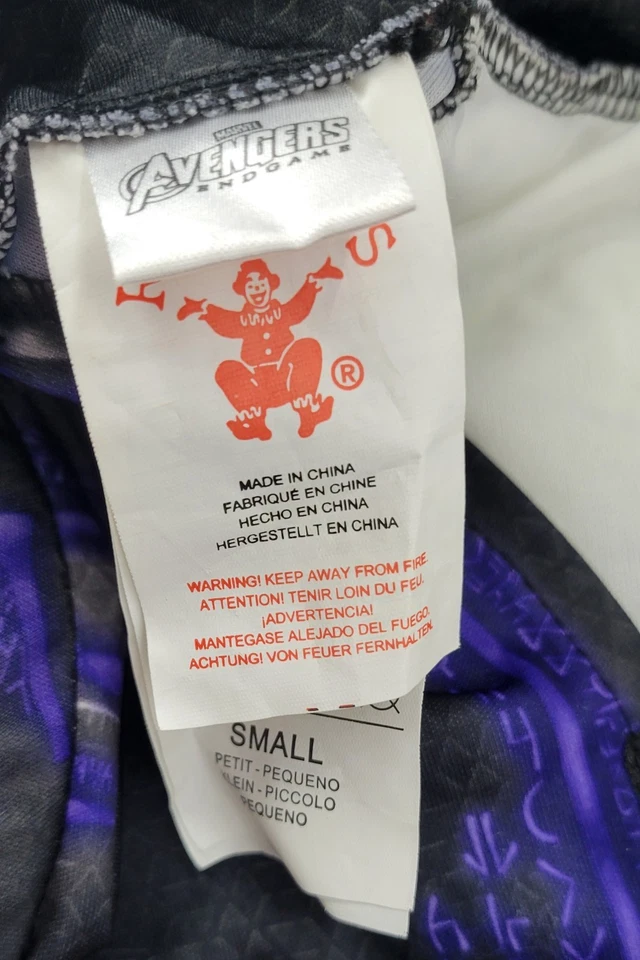 MARVEL
AVENGERS
ENDGAME
S
®
MADE IN CHINA
FABRIQUÉ EN CHINE
HECHO EN CHINA
HERGESTELLT EN CHINA
WARNING! KEEP AWAY FROM FIRE.
ATTENTION! TENIR LOIN DU FEU.
¡ADVERTENCIA!
MANTEGASE ALEJADO DEL FUEGO.
ACHTUNG! VON FEUER FERNHALTEN.
SMALL
PETIT - PEQUENO
KLEIN - PICCOLO
PEQUENO